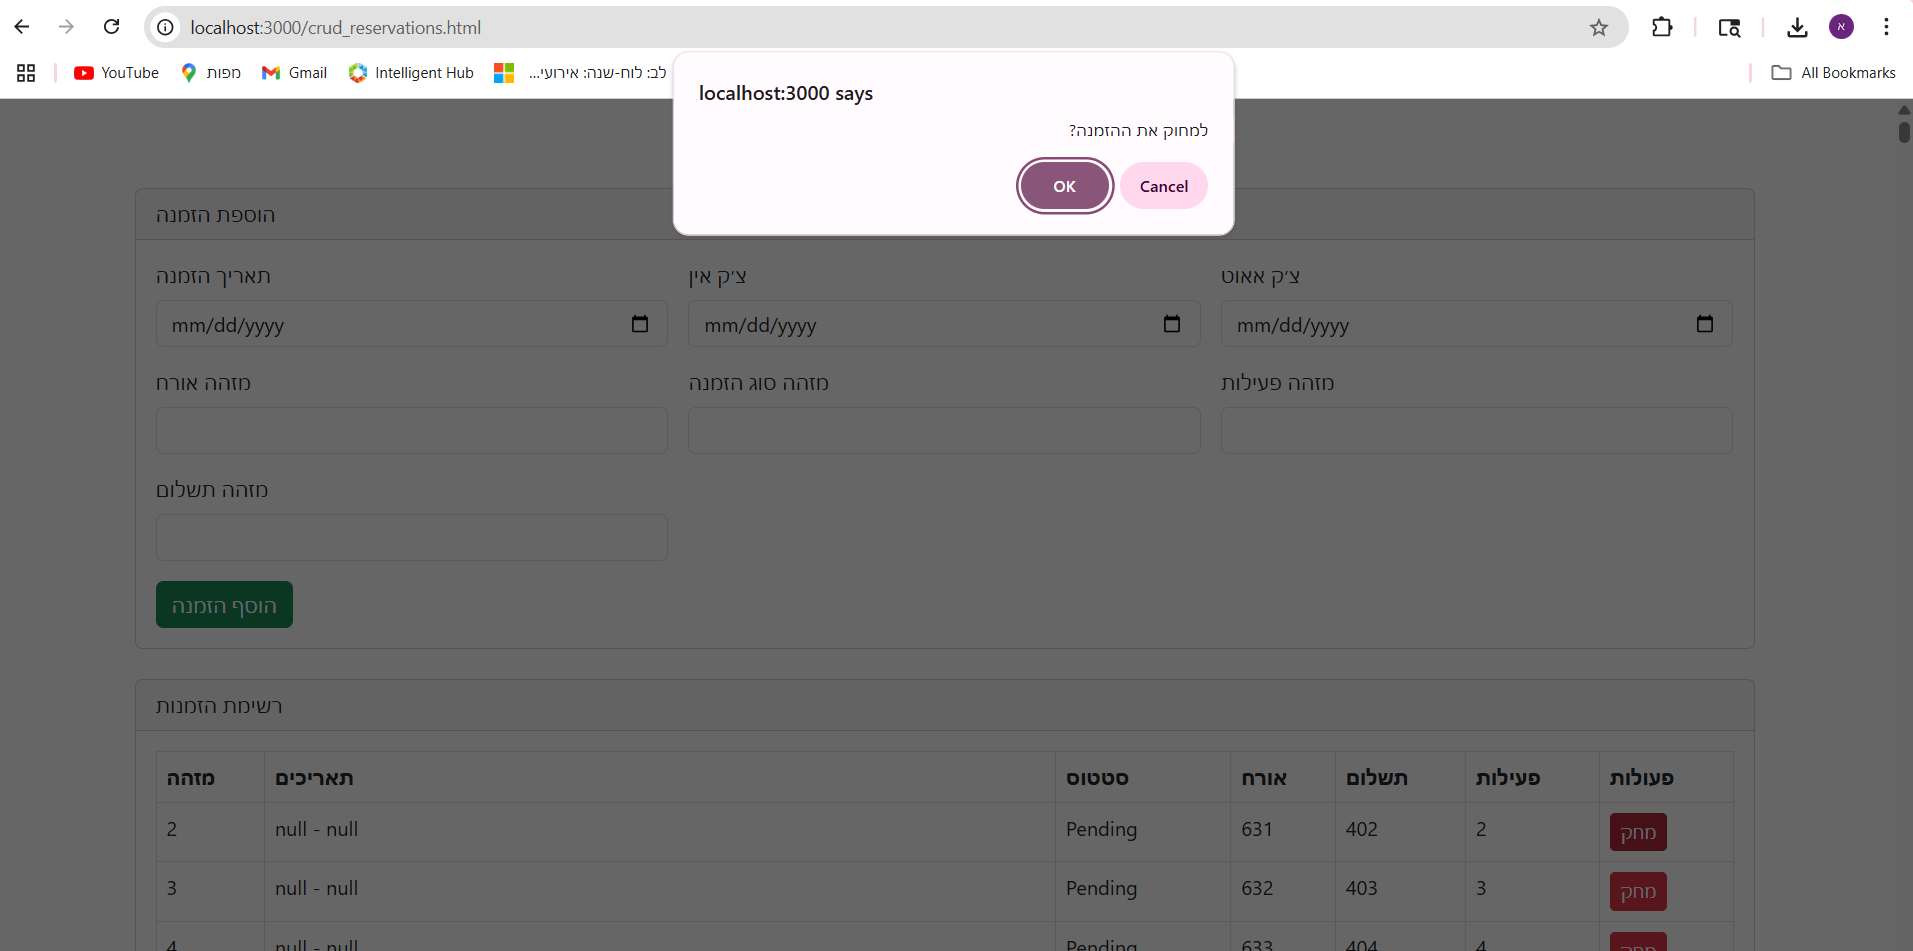 localhost:3000/crud_reservations.html
א
YouTube
מפות
Gmail
Intelligent Hub
לב: לוח-שנה: אירועי...
All Bookmarks
localhost:3000 says
למחוק את ההזמנה?
OK Cancel
הוספת הזמנה
תאריך הזמנה צ׳ק אין צ׳ק אאוט
mm/dd/yyyy mm/dd/yyyy mm/dd/yyyy
מזהה אורח מזהה סוג הזמנה מזהה פעילות
מזהה תשלום
הוסף הזמנה
רשימת הזמנות
מזהה תאריכים סטטוס אורח תשלום פעילות פעולות
2 null - null Pending 631 402 2 מחק
3 null - null Pending 632 403 3 מחק
4 null - null Pending 633 404 4 מחק